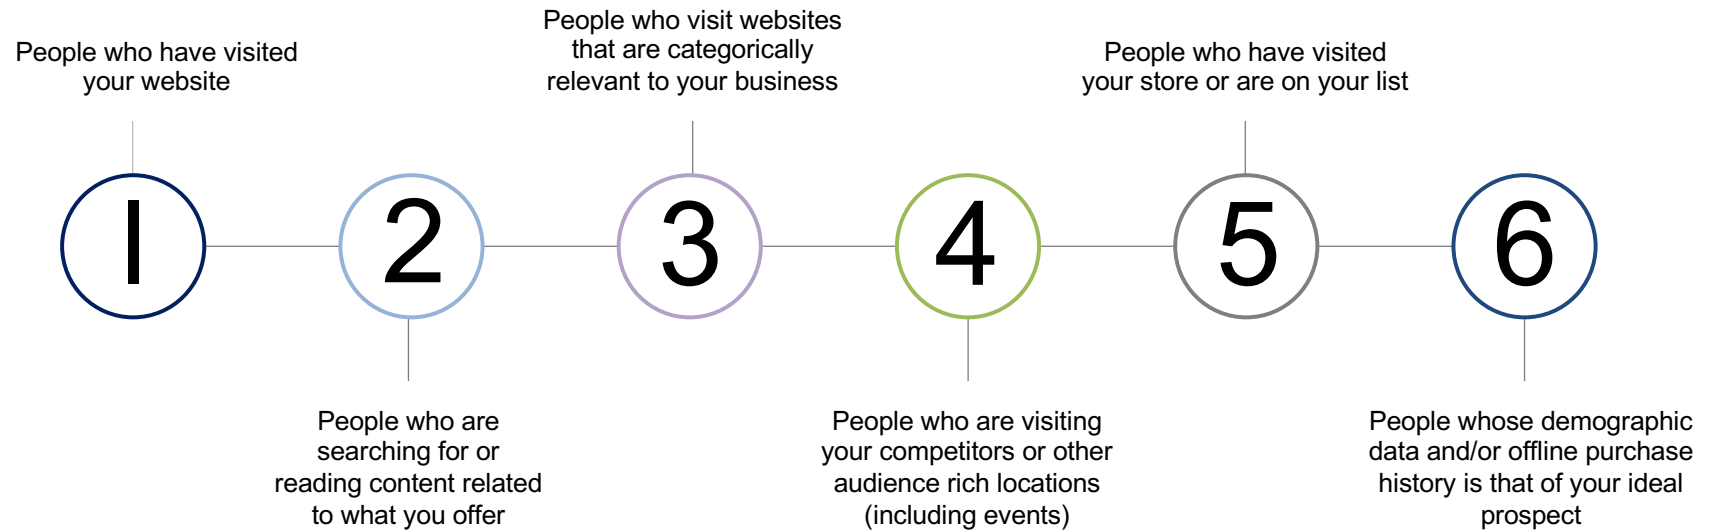 People who have visited
your website
People who visit websites
that are categorically
relevant to your business
People who have visited
your store or are on your list
1
2
3
4
5
6
People who are
searching for or
reading content related
to what you offer
People who are visiting
your competitors or other
audience rich locations
(including events)
People whose demographic
data and/or offline purchase
history is that of your ideal
prospect